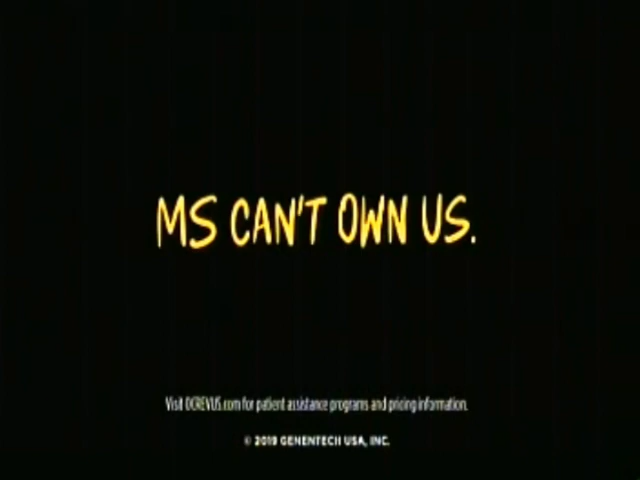 MS CAN'T OWN US.
Visit OCREVUS.com for patient assistance programs and pricing information.
© 2019 GENENTECH USA, INC.